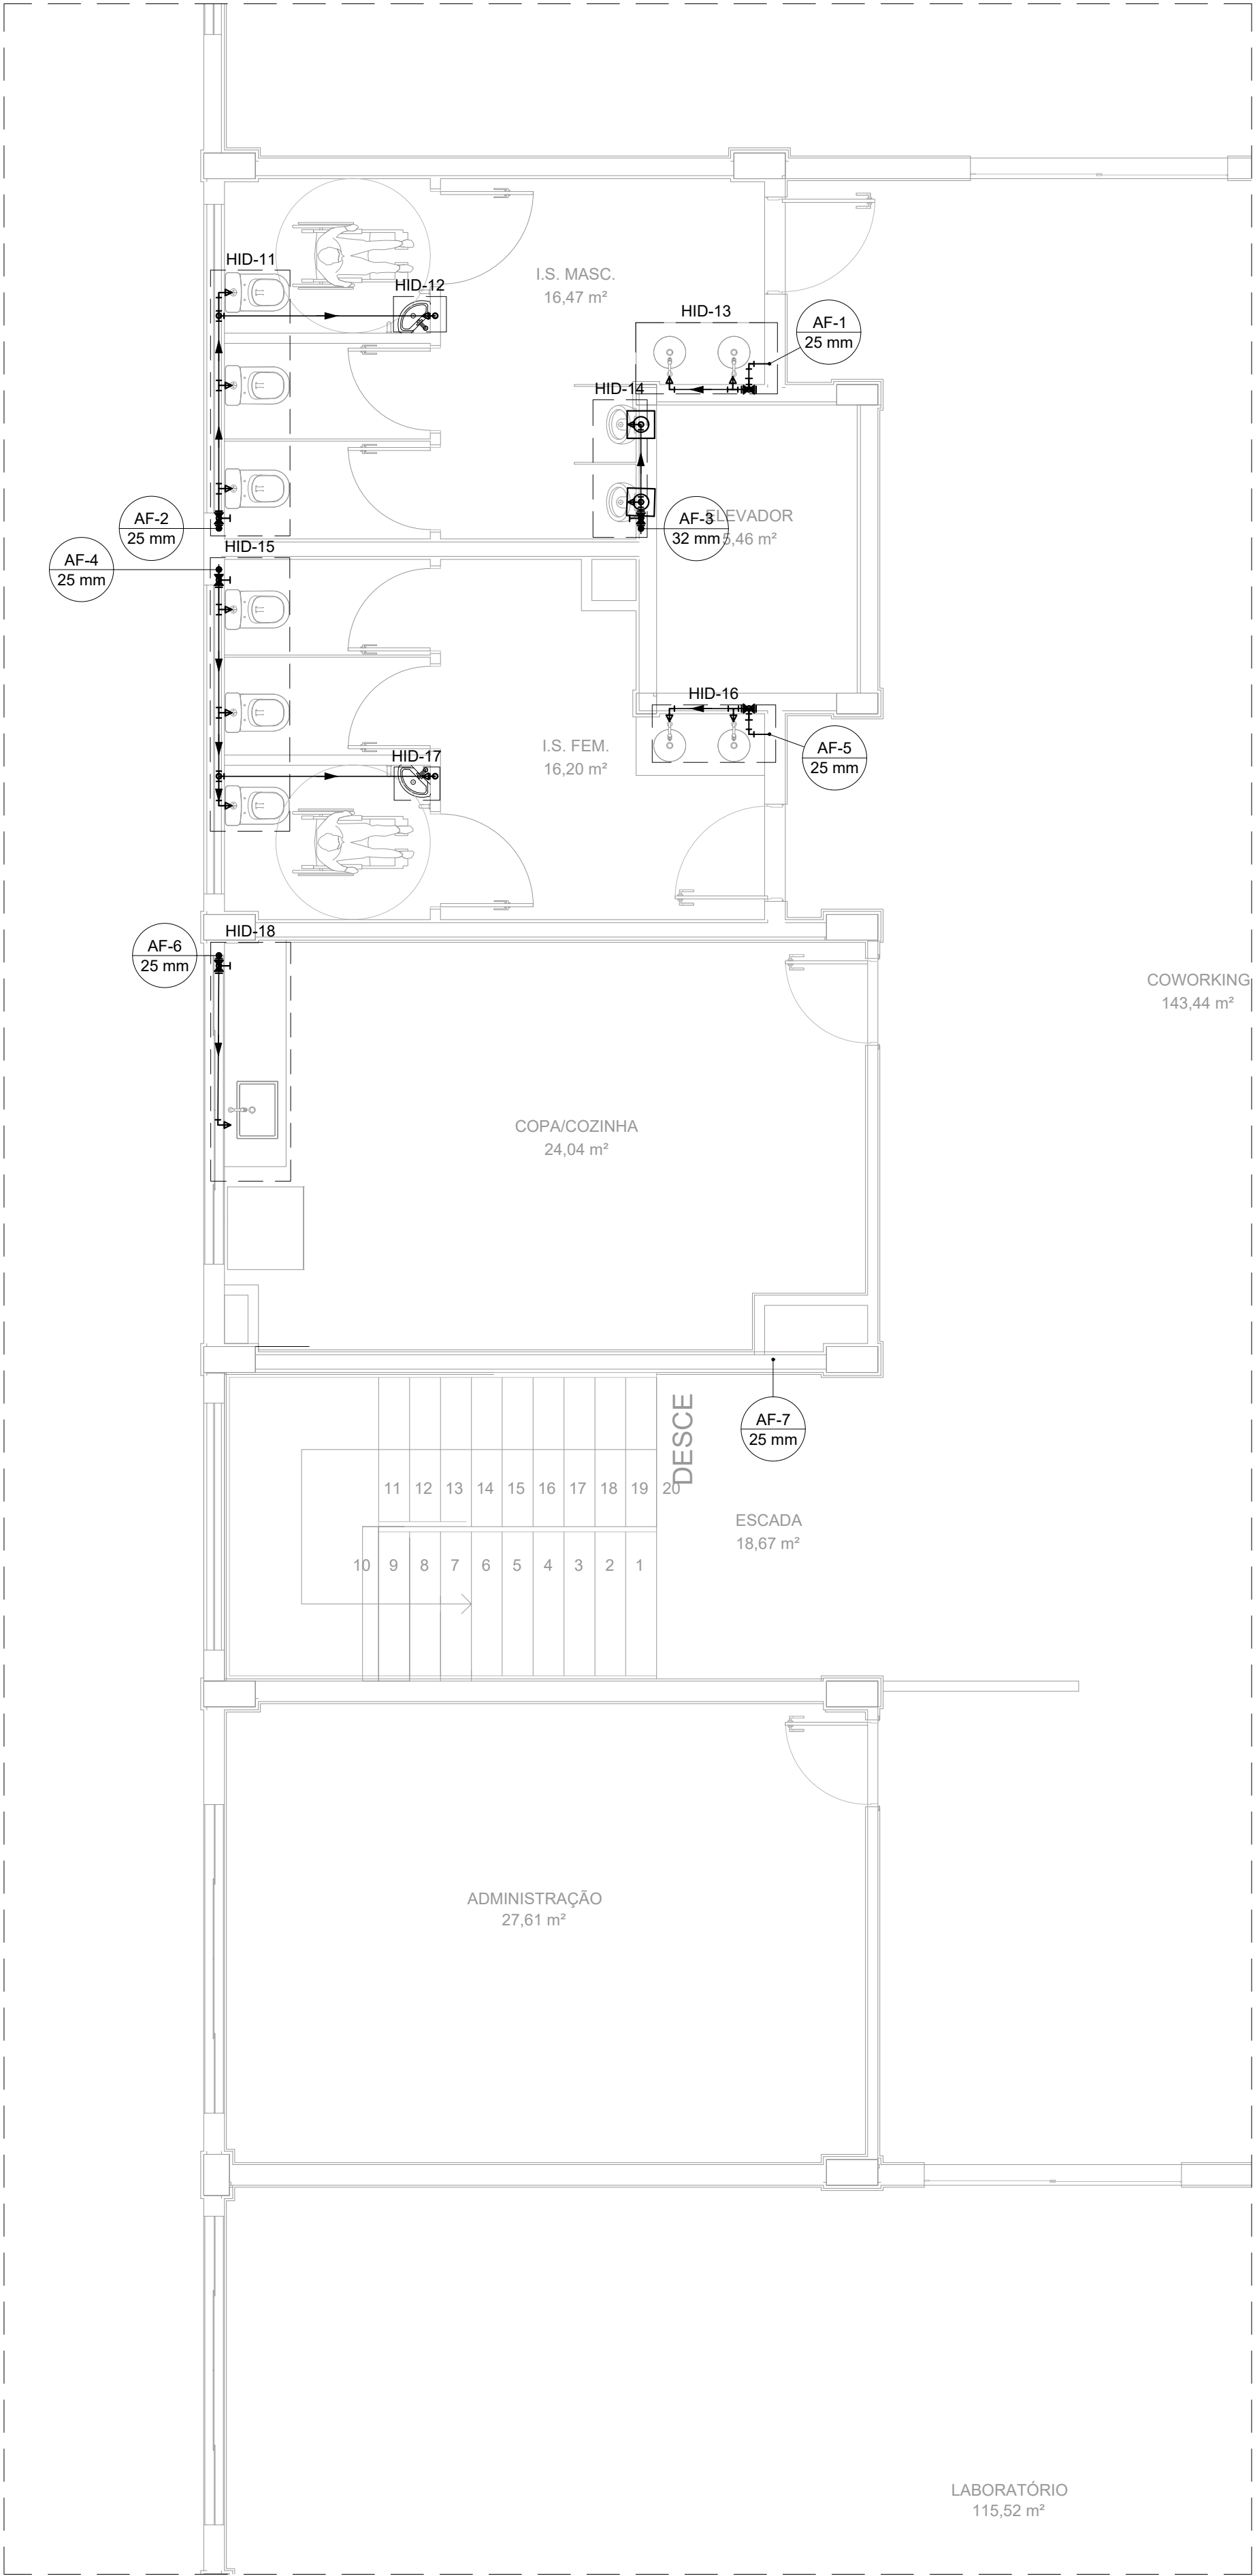 HID-11
HID-12
I.S. MASC.
16,47 m²
HID-13
AF-1
25 mm
HID-14
AF-2
25 mm
AF-3
32 mm
ELEVADOR
5,46 m²
HID-15
AF-4
25 mm
HID-16
I.S. FEM.
16,20 m²
HID-17
AF-5
25 mm
HID-18
AF-6
25 mm
COWORKING
143,44 m²
COPA/COZINHA
24,04 m²
AF-7
25 mm
DESCE
11 12 13 14 15 16 17 18 19 20
ESCADA
18,67 m²
10 9 8 7 6 5 4 3 2 1
ADMINISTRAÇÃO
27,61 m²
LABORATÓRIO
115,52 m²